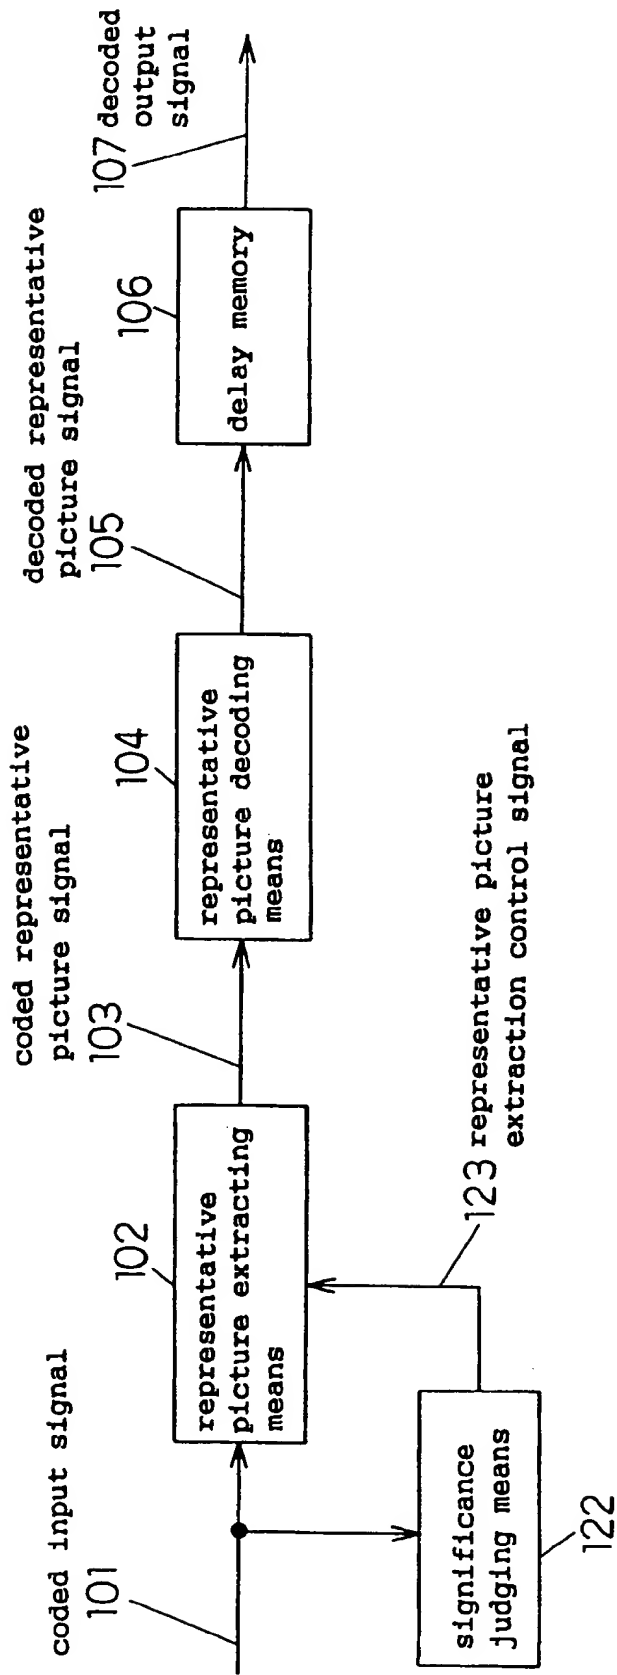 coded input signal
101
representative
picture extracting
means
102
coded representative
picture signal
103
representative
picture decoding
means
104
decoded representative
picture signal
105
delay memory
106
107 decoded
output
signal
significance
judging means
122
123 representative picture
extraction control signal